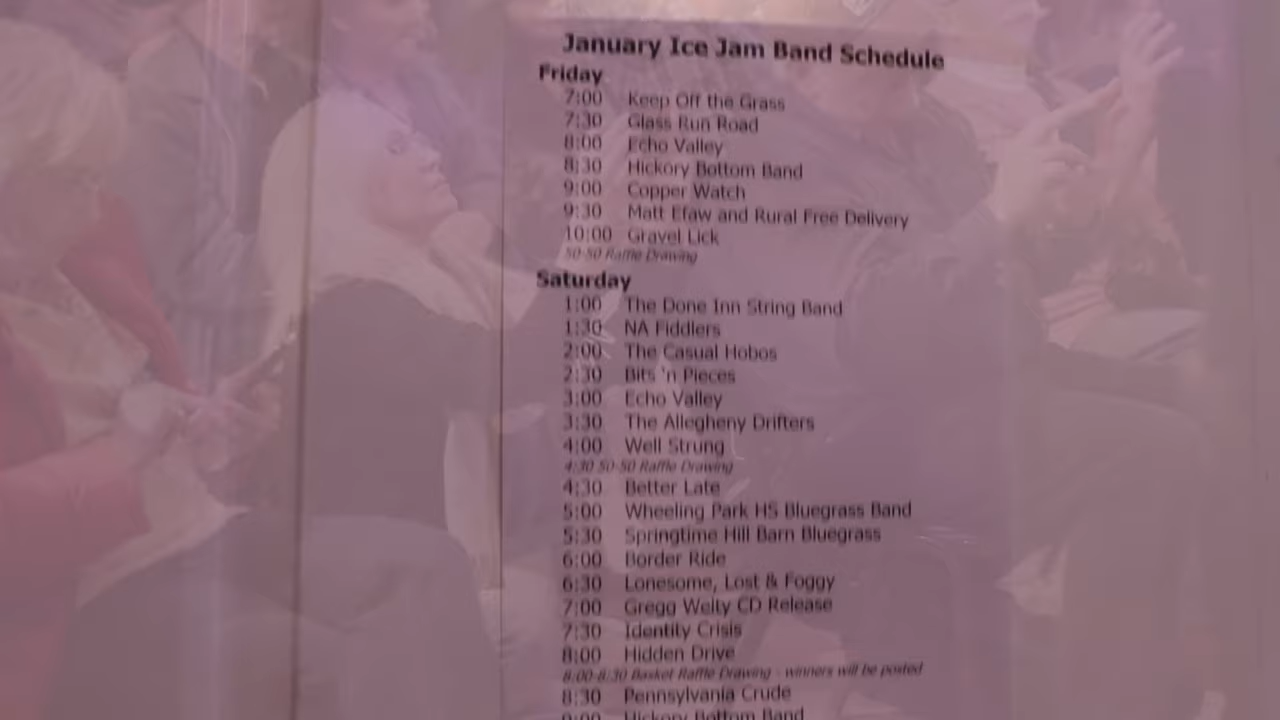 January Ice Jam Band Schedule
Friday
7:00 Keep Off the Grass
7:30 Glass Run Road
8:00 Echo Valley
8:30 Hickory Bottom Band
9:00 Copper Watch
9:30 Matt Efaw and Rural Free Delivery
10:00 Gravel Lick
50-50 Raffle Drawing
Saturday
1:00 The Done Inn String Band
1:30 NA Fiddlers
2:00 The Casual Hobos
2:30 Bits 'n Pieces
3:00 Echo Valley
3:30 The Allegheny Drifters
4:00 Well Strung
4:30 50-50 Raffle Drawing
4:30 Better Late
5:00 Wheeling Park HS Bluegrass Band
5:30 Springtime Hill Barn Bluegrass
6:00 Border Ride
6:30 Lonesome, Lost & Foggy
7:00 Gregg Welty CD Release
7:30 Identity Crisis
8:00 Hidden Drive
8:00-8:30 Basket Raffle Drawing - winners will be posted
8:30 Pennsylvania Crude
9:00 Hickory Bottom Band